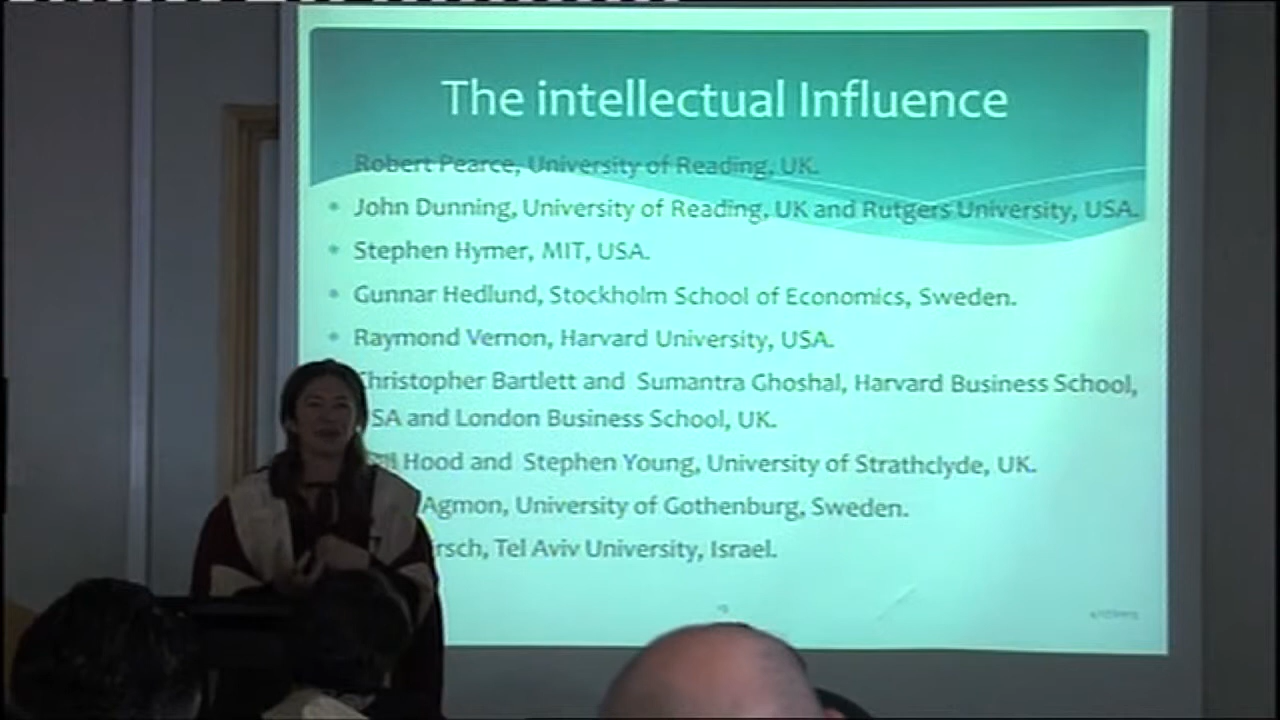 The intellectual Influence
Robert Pearce, University of Reading, UK.
• John Dunning, University of Reading, UK and Rutgers University, USA.
• Stephen Hymer, MIT, USA.
• Gunnar Hedlund, Stockholm School of Economics, Sweden.
• Raymond Vernon, Harvard University, USA.
Christopher Bartlett and Sumantra Ghoshal, Harvard Business School,
SA and London Business School, UK.
Hood and Stephen Young, University of Strathclyde, UK.
Agmon, University of Gothenburg, Sweden.
rsch, Tel Aviv University, Israel.